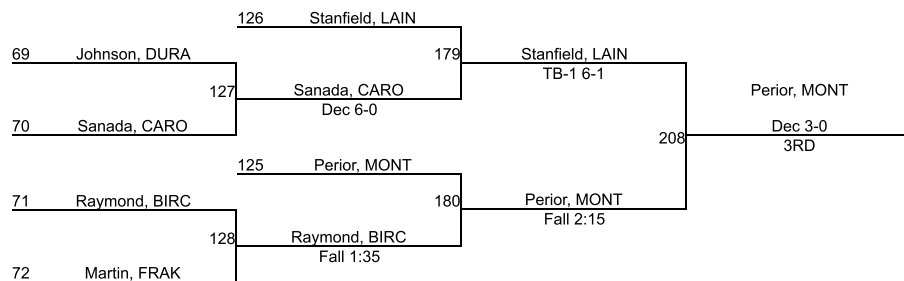 126 Stanfield, LAIN
69 Johnson, DURA
179 Stanfield, LAIN
TB-1 6-1
127 Sanada, CARO
Dec 6-0
Perior, MONT
70 Sanada, CARO
208 Dec 3-0
3RD
125 Perior, MONT
71 Raymond, BIRC
180 Perior, MONT
Fall 2:15
128 Raymond, BIRC
Fall 1:35
72 Martin, FRAK